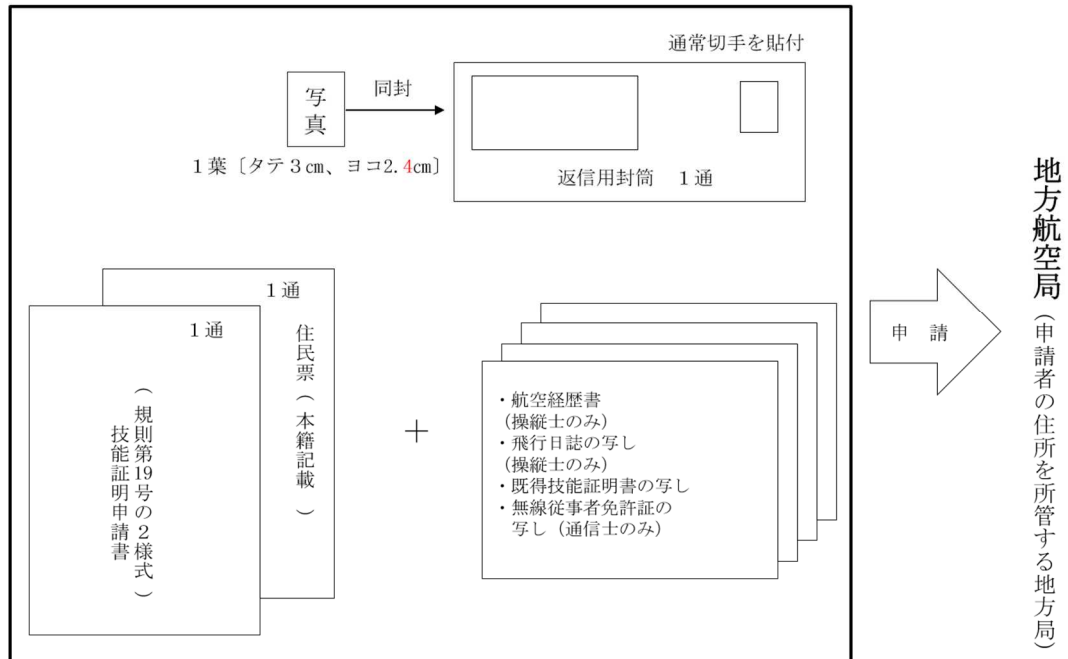 通常切手を貼付
写真
同封
1葉〔タテ3cm、ヨコ2.4cm〕
返信用封筒　1通
1通
住民票（本籍記載）
1通
技能証明申請書
（規則第19号の2様式）
＋
・航空経歴書
（操縦士のみ）
・飛行日誌の写し
（操縦士のみ）
・既得技能証明書の写し
・無線従事者免許証の
写し（通信士のみ）
申　請
地方航空局（申請者の住所を所管する地方局）